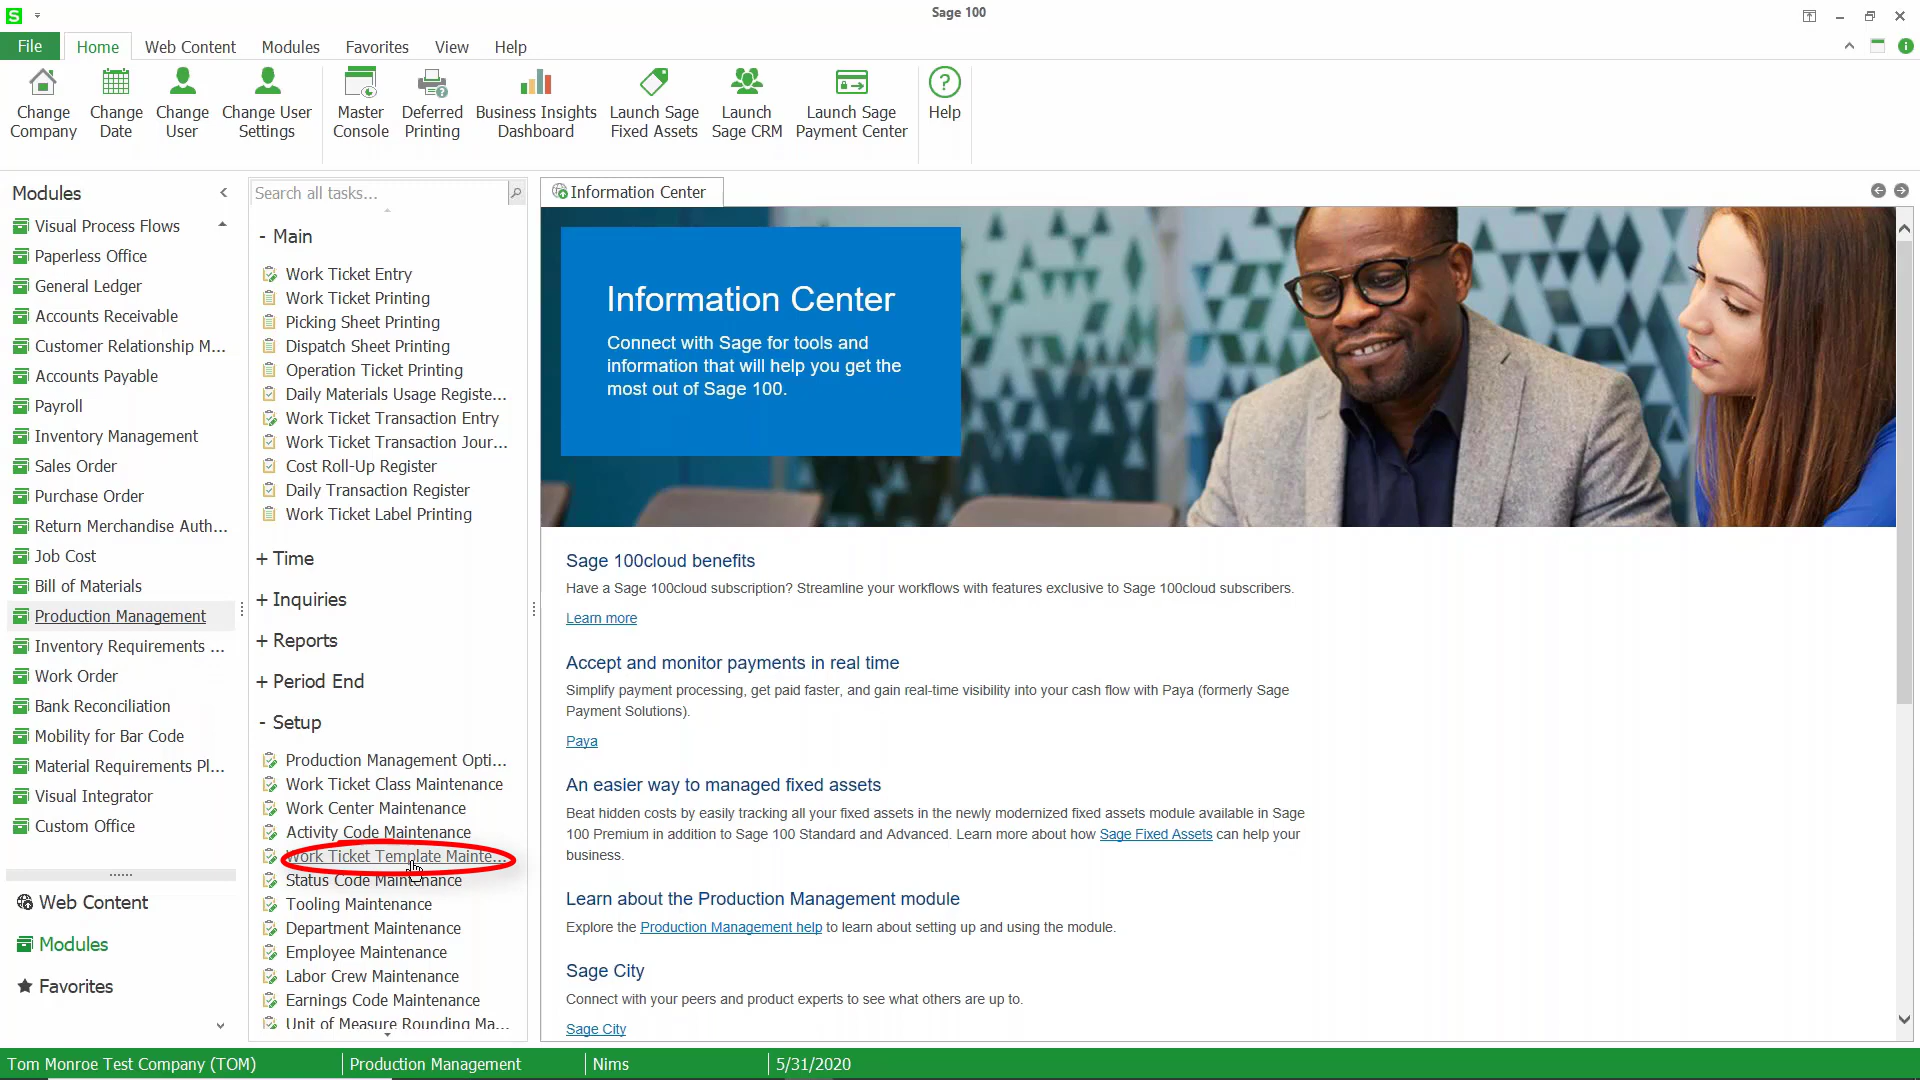 S
Sage 100
File
Home
Web Content
Modules
Favorites
View
Help
i
Change
Company
Change
Date
Change
User
Change User
Settings
Master
Console
Deferred
Printing
Business Insights
Dashboard
Launch Sage
Fixed Assets
Launch
Sage CRM
Launch Sage
Payment Center
?
Help
Modules
Visual Process Flows
Paperless Office
General Ledger
Accounts Receivable
Customer Relationship M...
Accounts Payable
Payroll
Inventory Management
Sales Order
Purchase Order
Return Merchandise Auth...
Job Cost
Bill of Materials
Production Management
Inventory Requirements ...
Work Order
Bank Reconciliation
Mobility for Bar Code
Material Requirements Pl...
Visual Integrator
Custom Office
Web Content
Modules
Favorites
Search all tasks...
- Main
Work Ticket Entry
Work Ticket Printing
Picking Sheet Printing
Dispatch Sheet Printing
Operation Ticket Printing
Daily Materials Usage Registe...
Work Ticket Transaction Entry
Work Ticket Transaction Jour...
Cost Roll-Up Register
Daily Transaction Register
Work Ticket Label Printing
+ Time
+ Inquiries
+ Reports
+ Period End
- Setup
Production Management Opti...
Work Ticket Class Maintenance
Work Center Maintenance
Activity Code Maintenance
Work Ticket Template Mainte...
Status Code Maintenance
Tooling Maintenance
Department Maintenance
Employee Maintenance
Labor Crew Maintenance
Earnings Code Maintenance
Unit of Measure Rounding Ma...
Information Center
Information Center
Connect with Sage for tools and
information that will help you get the
most out of Sage 100.
Sage 100cloud benefits
Have a Sage 100cloud subscription? Streamline your workflows with features exclusive to Sage 100cloud subscribers.
Learn more
Accept and monitor payments in real time
Simplify payment processing, get paid faster, and gain real-time visibility into your cash flow with Paya (formerly Sage
Payment Solutions).
Paya
An easier way to managed fixed assets
Beat hidden costs by easily tracking all your fixed assets in the newly modernized fixed assets module available in Sage
100 Premium in addition to Sage 100 Standard and Advanced. Learn more about how Sage Fixed Assets can help your
business.
Learn about the Production Management module
Explore the Production Management help to learn about setting up and using the module.
Sage City
Connect with your peers and product experts to see what others are up to.
Sage City
Tom Monroe Test Company (TOM)
Production Management
Nims
5/31/2020